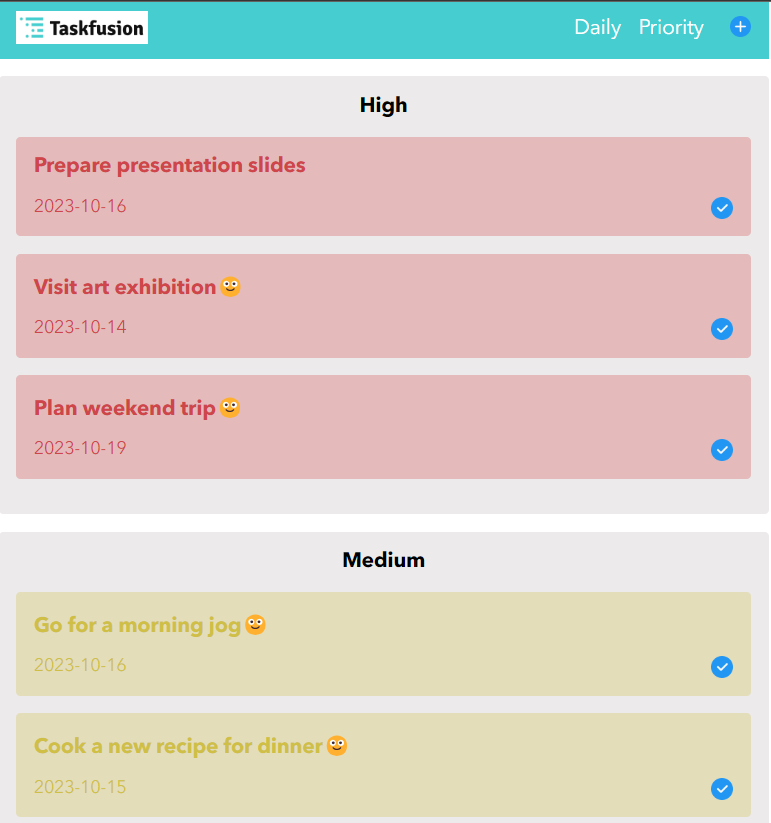 Taskfusion
Daily Priority
High
Prepare presentation slides
2023-10-16
Visit art exhibition
2023-10-14
Plan weekend trip
2023-10-19
Medium
Go for a morning jog
2023-10-16
Cook a new recipe for dinner
2023-10-15